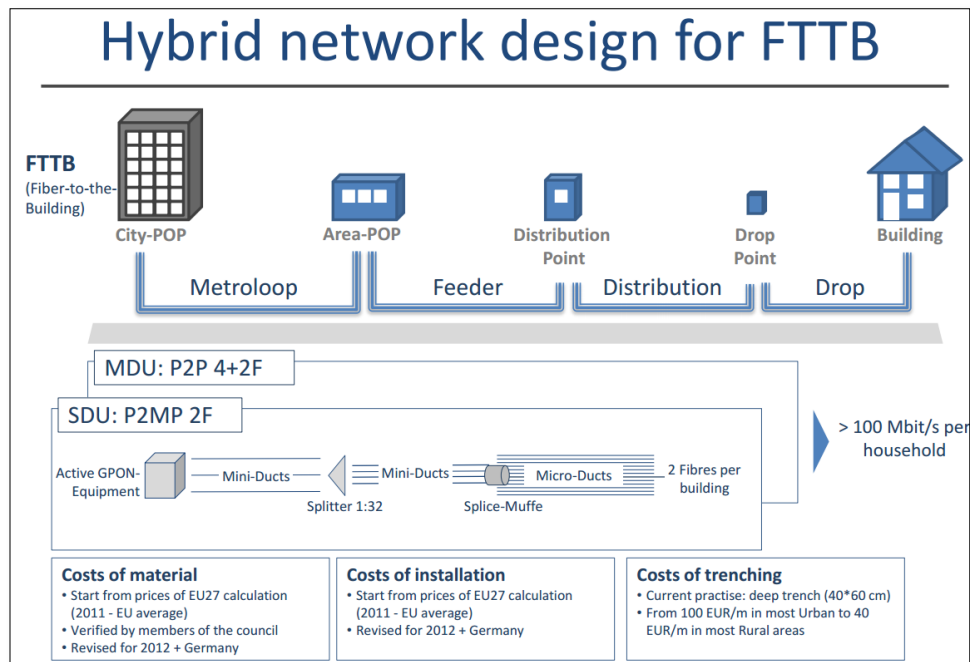 Hybrid network design for FTTB
FTTB
(Fiber-to-the-
Building)
City-POP
Area-POP
Distribution
Point
Drop
Point
Building
Metroloop
Feeder
Distribution
Drop
MDU: P2P 4+2F
SDU: P2MP 2F
> 100 Mbit/s per
household
Active GPON-
Equipment
Mini-Ducts
Splitter 1:32
Mini-Ducts
Splice-Muffe
Micro-Ducts
2 Fibres per
building
Costs of material
• Start from prices of EU27 calculation
(2011 - EU average)
• Verified by members of the council
• Revised for 2012 + Germany
Costs of installation
• Start from prices of EU27 calculation
(2011 - EU average)
• Revised for 2012 + Germany
Costs of trenching
• Current practise: deep trench (40*60 cm)
• From 100 EUR/m in most Urban to 40
EUR/m in most Rural areas